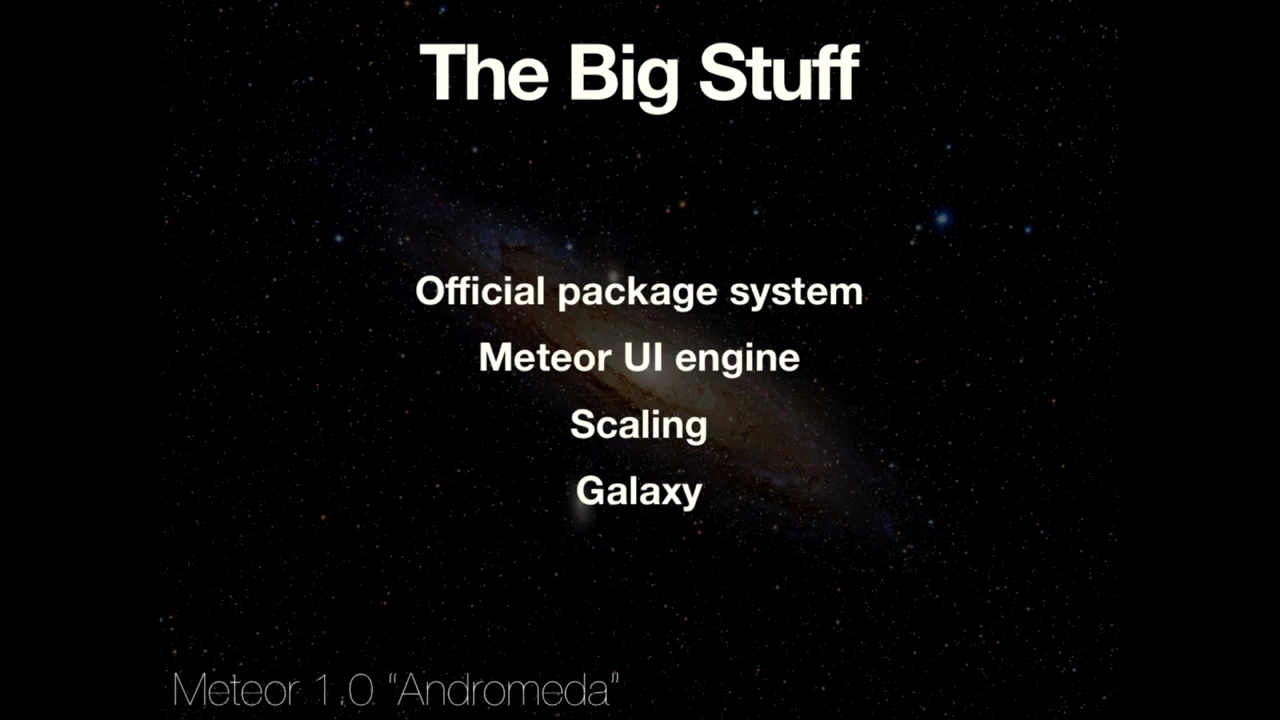 The Big Stuff
Official package system
Meteor UI engine
Scaling
Galaxy
Meteor 1.0 “Andromeda”